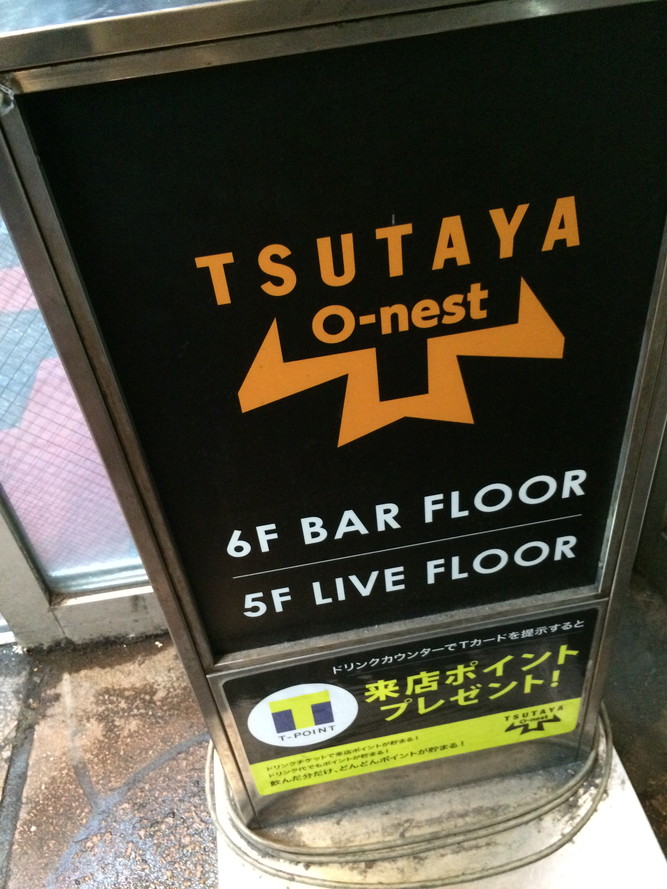 TSUTAYA
O-nest
6F BAR FLOOR
5F LIVE FLOOR
ドリンクカウンターでTカードを提示すると
来店ポイント
プレゼント!
T-POINT
TSUTAYA
O-nest
ドリンクチケットで来店ポイントが貯まる!
ドリンク代でもポイントが貯まる!
飲んだ分だけ、どんどんポイントが貯まる!